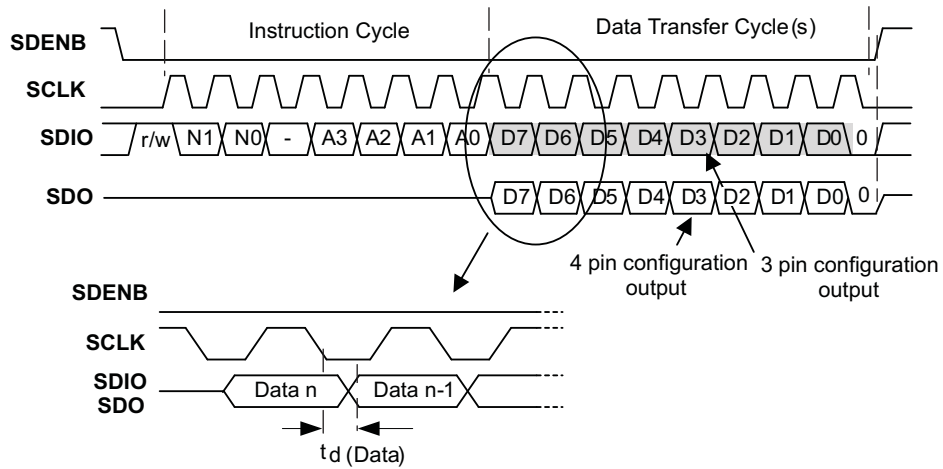 Instruction Cycle Data Transfer Cycle(s)
SDENB
SCLK
SDIO r/w N1 N0 - A3 A2 A1 A0 D7 D6 D5 D4 D3 D2 D1 D0 0
SDO D7 D6 D5 D4 D3 D2 D1 D0 0
4 pin configuration output
3 pin configuration output
SDENB
SCLK
SDIO
SDO
Data n Data n-1
td (Data)